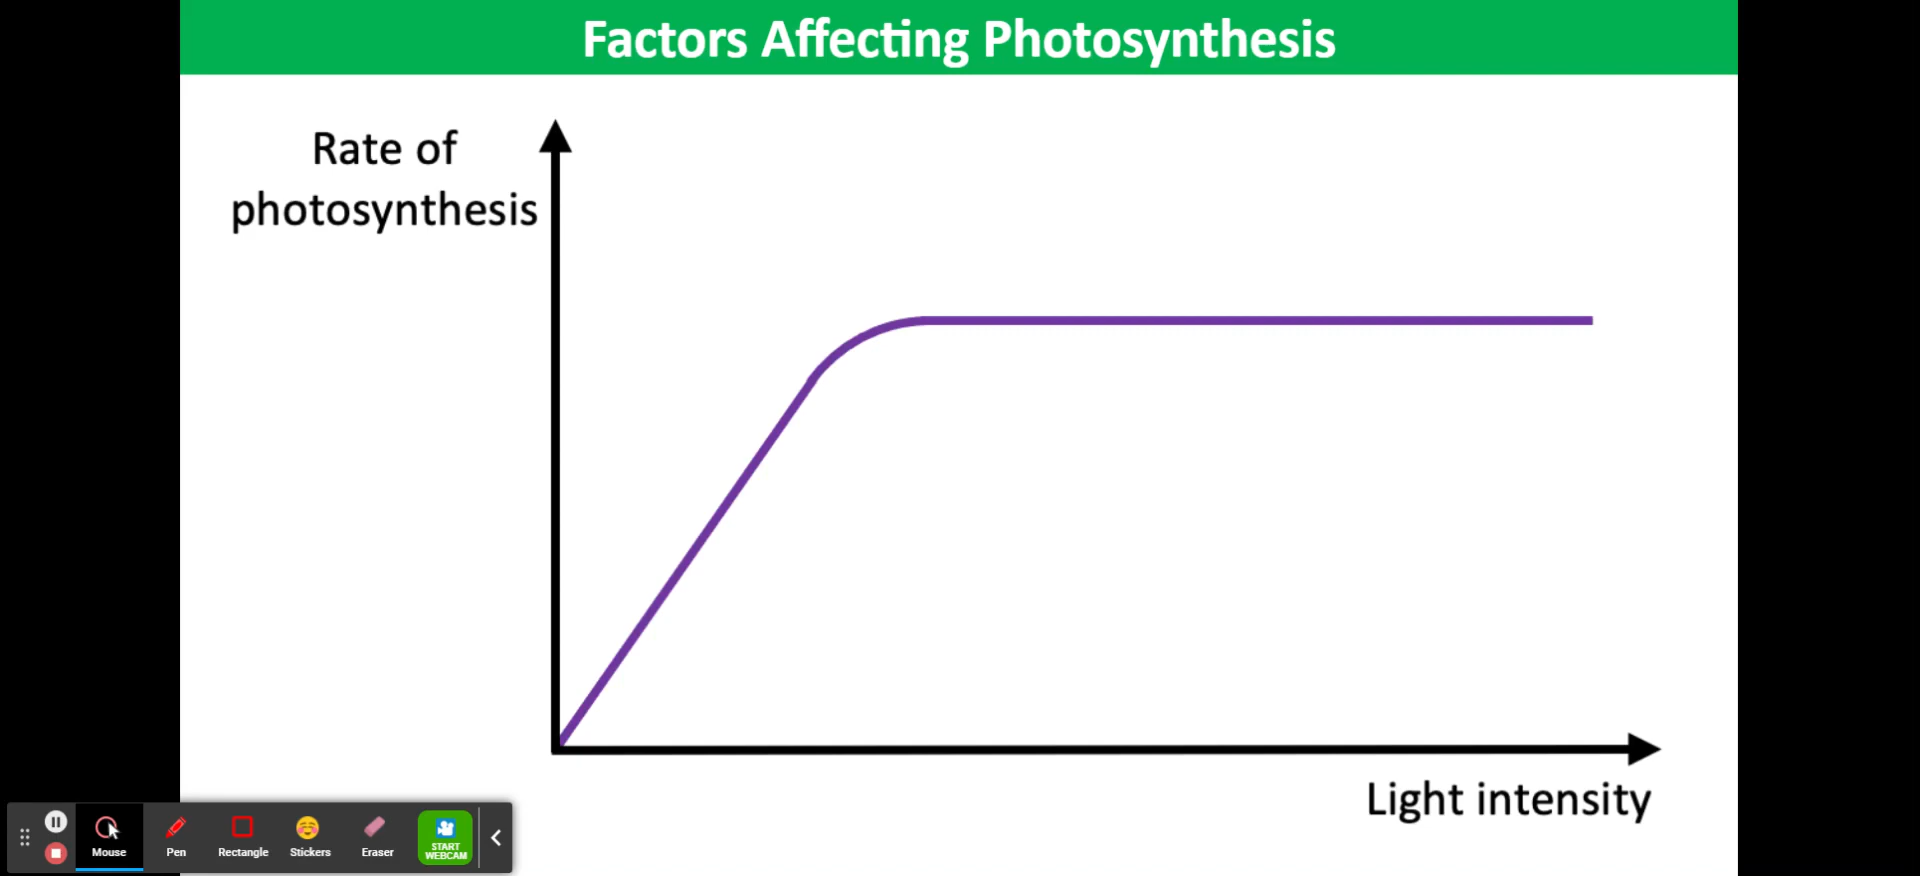 Factors Affecting Photosynthesis
Rate of
photosynthesis
Light intensity
Mouse
Pen
Rectangle
Stickers
Eraser
START
WEBCAM